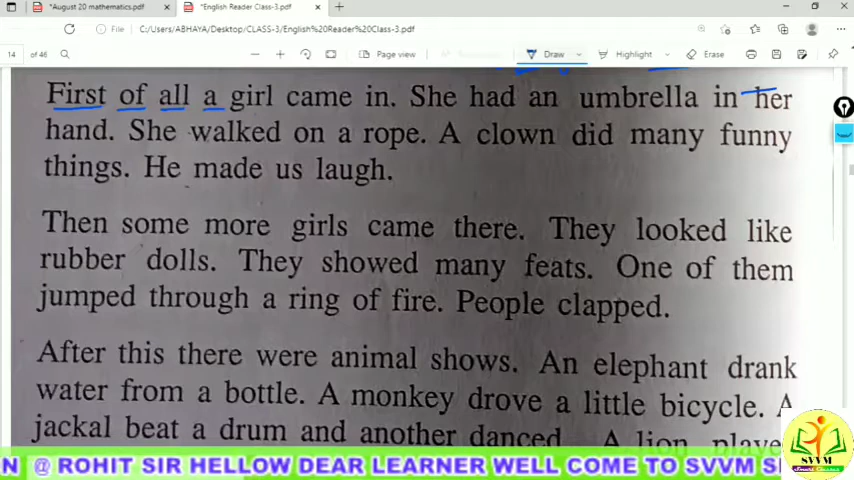 *August 20 mathematics.pdf
*English Reader Class-3.pdf
File
C:/Users/ABHAYA/Desktop/CLASS-3/English%20Reader%20Class-3.pdf
14 of 46
Page view
Draw
Highlight
Erase
First of all a girl came in. She had an umbrella in her
hand. She walked on a rope. A clown did many funny
things. He made us laugh.
Then some more girls came there. They looked like
rubber dolls. They showed many feats. One of them
jumped through a ring of fire. People clapped.
After this there were animal shows. An elephant drank
water from a bottle. A monkey drove a little bicycle. A
jackal beat a drum and another danced. A lion
N @ ROHIT SIR HELLOW DEAR LEARNER WELL COME TO SVVM
SVVM